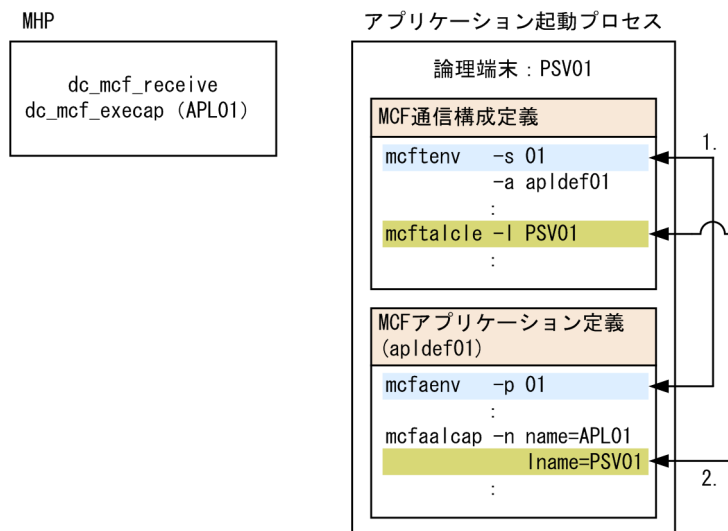 MHP
dc_mcf_receive
dc_mcf_execap (APL01)
アプリケーション起動プロセス
論理端末：PSV01
MCF通信構成定義
mcftenv -s 01
-a apldef01
:
mcftalcle -l PSV01
:
1.
MCFアプリケーション定義
(apldef01)
mcfaenv -p 01
:
mcfaalcap -n name=APL01
lname=PSV01
:
2.